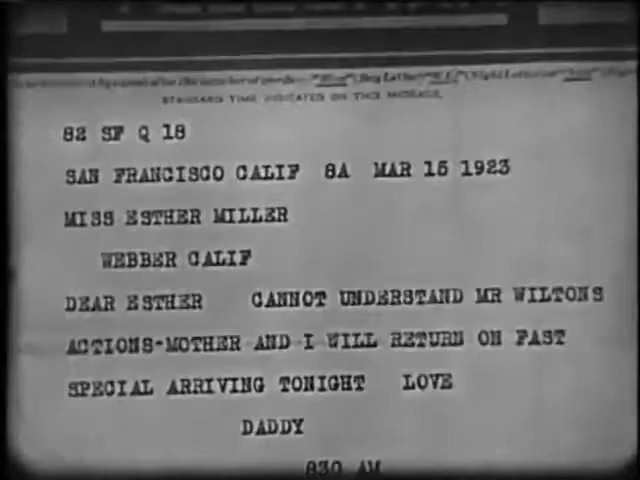 STANDARD TIME INDICATED ON THIS MESSAGE.
82 SF Q 18
SAN FRANCISCO CALIF 8A MAR 15 1923
MISS ESTHER MILLER
WEBBER CALIF
DEAR ESTHER CANNOT UNDERSTAND MR WILTONS
ACTIONS-MOTHER AND I WILL RETURN ON FAST
SPECIAL ARRIVING TONIGHT LOVE
DADDY
830 AM